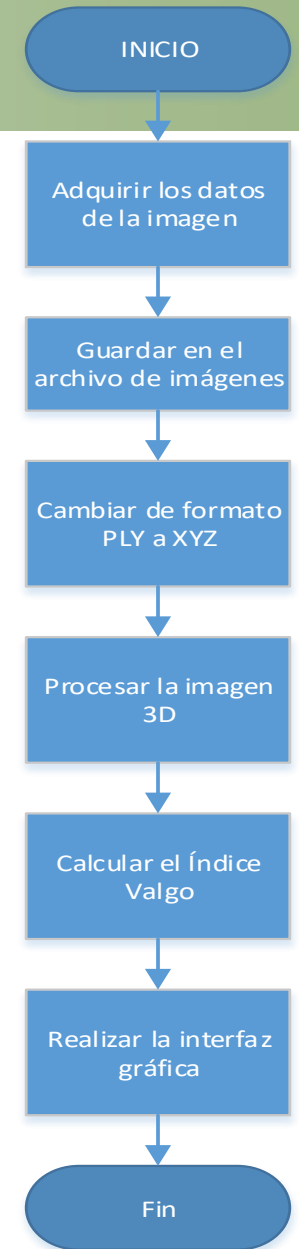 INICIO
Adquirir los datos
de la imagen
Guardar en el
archivo de imágenes
Cambiar de formato
PLY a XYZ
Procesar la imagen
3D
Calcular el Índice
Valgo
Realizar la interfaz
gráfica
Fin